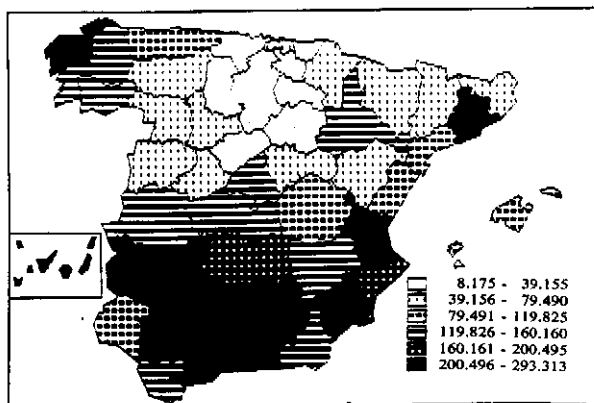 8.175 - 39.155
39.156 - 79.490
79.491 - 119.825
119.826 - 160.160
160.161 - 200.495
200.496 - 293.313